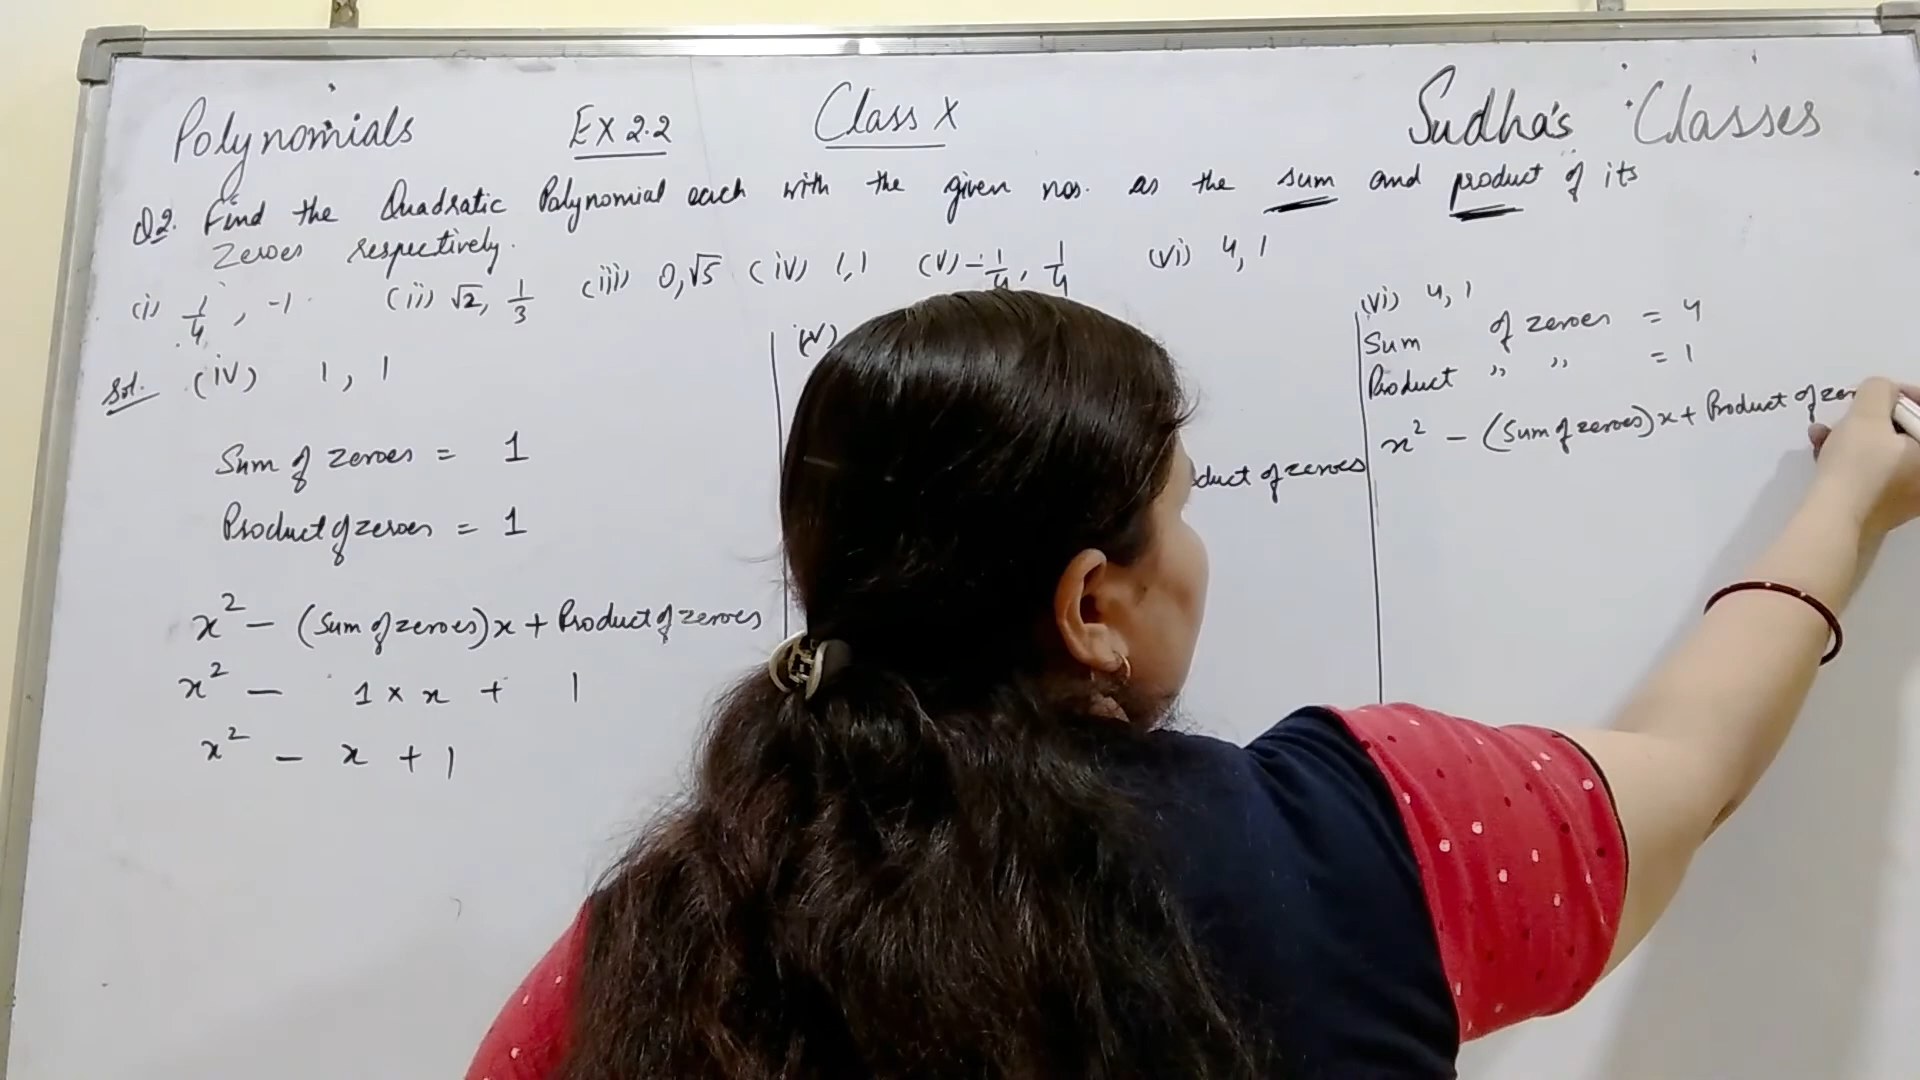 Polynomials EX 2.2 Class X Sudha's Classes
Q2. Find the Quadratic Polynomial each with the given nos. as the sum and product of its
Zeroes respectively.
(i) 1/4, -1 (ii) √2, 1/3 (iii) 0, √5 (iv) 1, 1 (v) -1/4, 1/4 (vi) 4, 1
Sol. (iv) 1, 1
Sum of zeroes = 1
Product of zeroes = 1
x² - (Sum of zeroes)x + Product of zeroes
x² - 1 × x + 1
x² - x + 1
(v)
duct of zeroes
(vi) 4, 1
Sum of zeroes = 4
Product " " = 1
x² - (Sum of zeroes)x + Product of zer